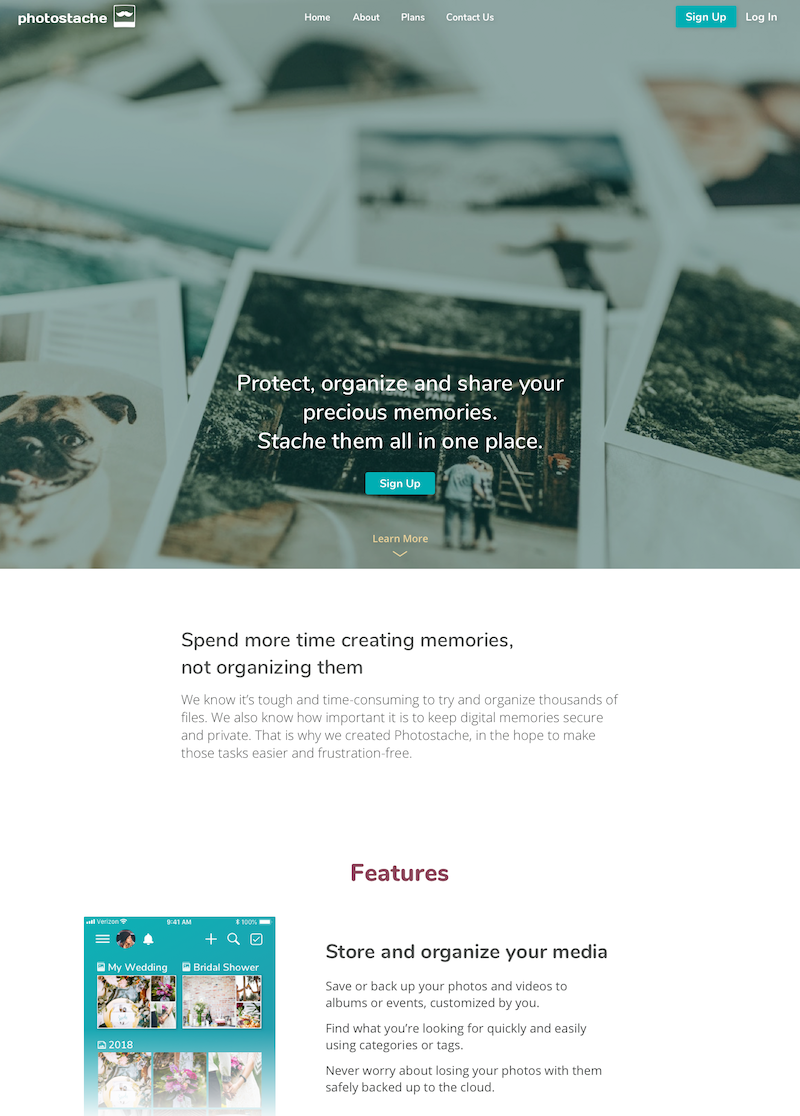 photostache
Home About Plans Contact Us
Sign Up Log In
NATIONAL PARK
Protect, organize and share your
precious memories.
Stache them all in one place.
Sign Up
Learn More
Spend more time creating memories,
not organizing them
We know it’s tough and time-consuming to try and organize thousands of
files. We also know how important it is to keep digital memories secure
and private. That is why we created Photostache, in the hope to make
those tasks easier and frustration-free.
Features
Verizon 9:41 AM 100%
My Wedding Bridal Shower
2018
Store and organize your media
Save or back up your photos and videos to
albums or events, customized by you.
Find what you’re looking for quickly and easily
using categories or tags.
Never worry about losing your photos with them
safely backed up to the cloud.